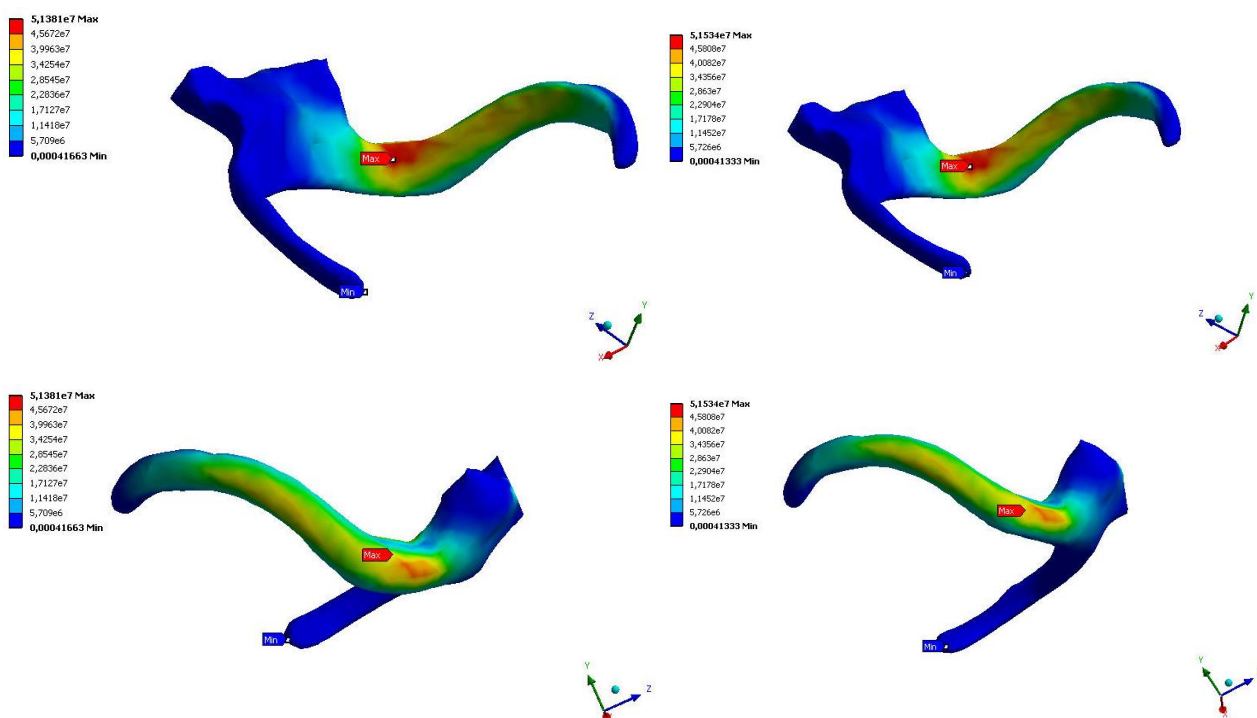 5,1381e7 Max
4,5672e7
3,9963e7
3,4254e7
2,8545e7
2,2836e7
1,7127e7
1,1418e7
5,709e6
0,00041663 Min
Max
Min
Z
Y
X
5,1534e7 Max
4,5808e7
4,0082e7
3,4356e7
2,863e7
2,2904e7
1,7178e7
1,1452e7
5,726e6
0,00041333 Min
Max
Min
Z
Y
X
5,1381e7 Max
4,5672e7
3,9963e7
3,4254e7
2,8545e7
2,2836e7
1,7127e7
1,1418e7
5,709e6
0,00041663 Min
Max
Min
Y
Z
5,1534e7 Max
4,5808e7
4,0082e7
3,4356e7
2,863e7
2,2904e7
1,7178e7
1,1452e7
5,726e6
0,00041333 Min
Max
Min
Y